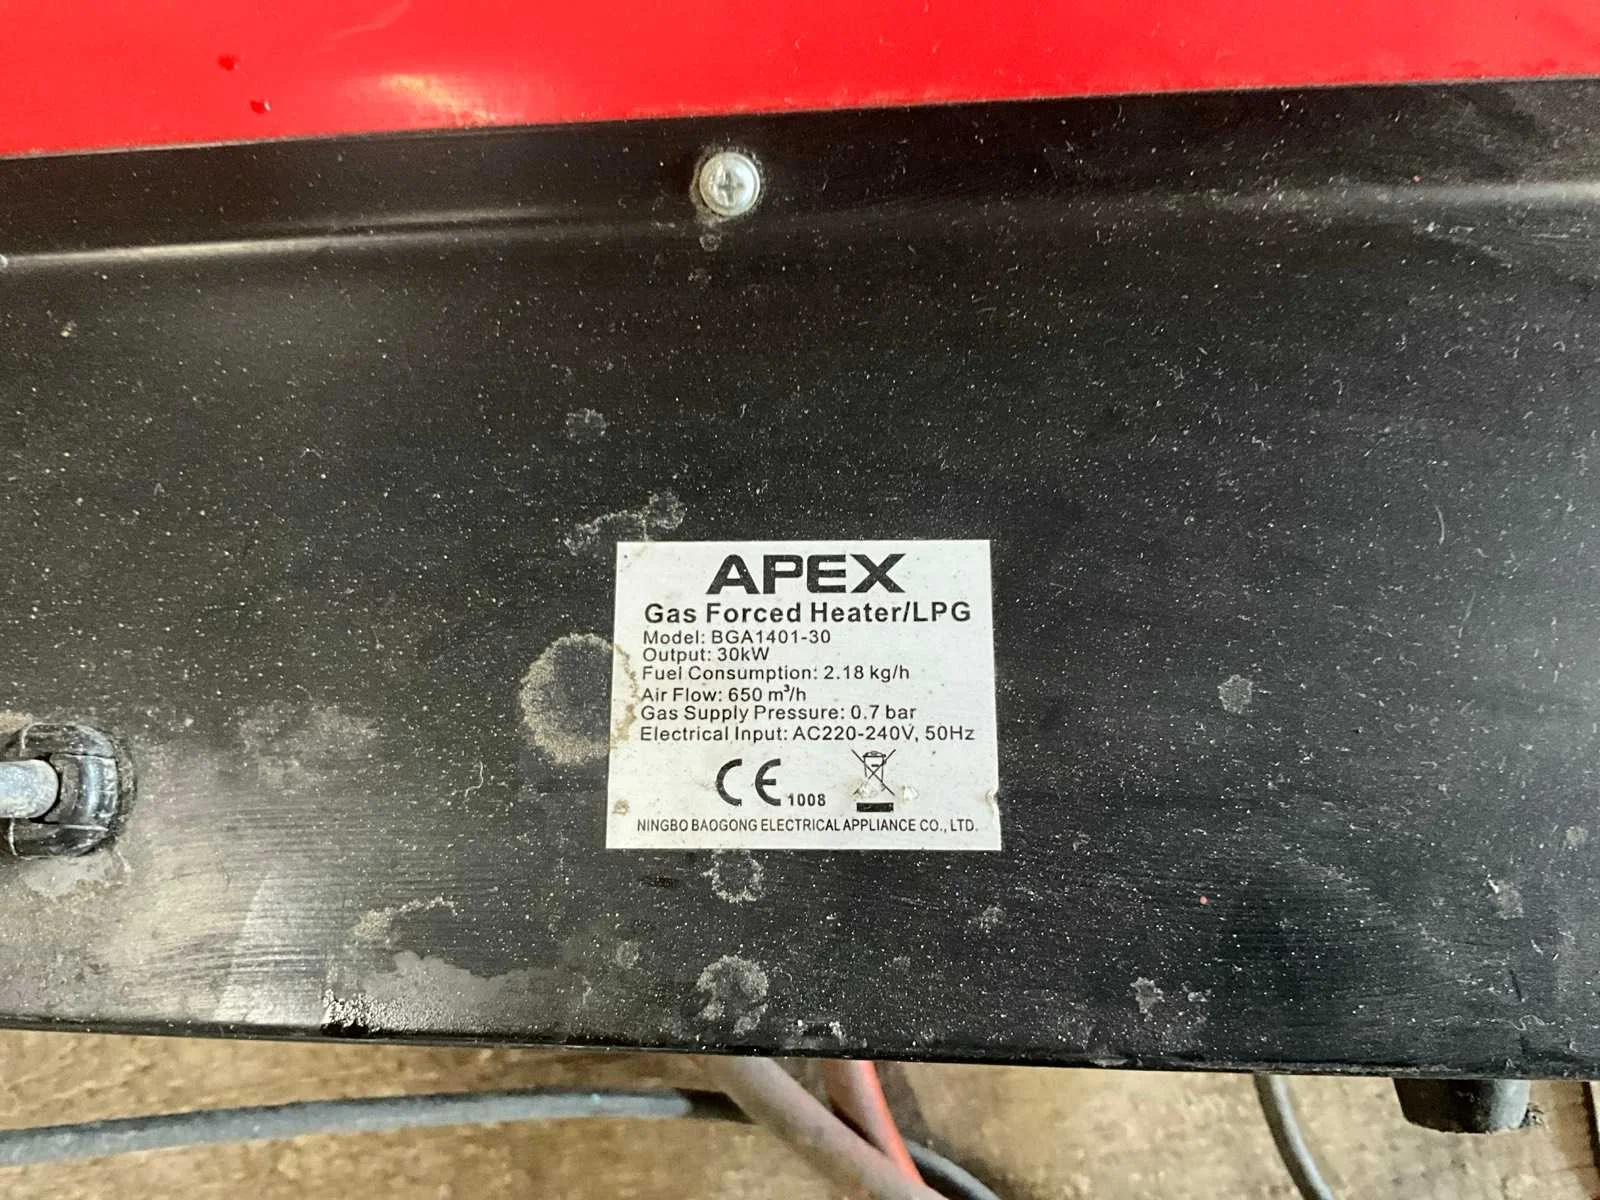 APEX
Gas Forced Heater/LPG
Model: BGA1401-30
Output: 30kW
Fuel Consumption: 2.18 kg/h
Air Flow: 650 m³/h
Gas Supply Pressure: 0.7 bar
Electrical Input: AC220-240V, 50Hz
CE 1008
NINGBO BAOGONG ELECTRICAL APPLIANCE CO., LTD.